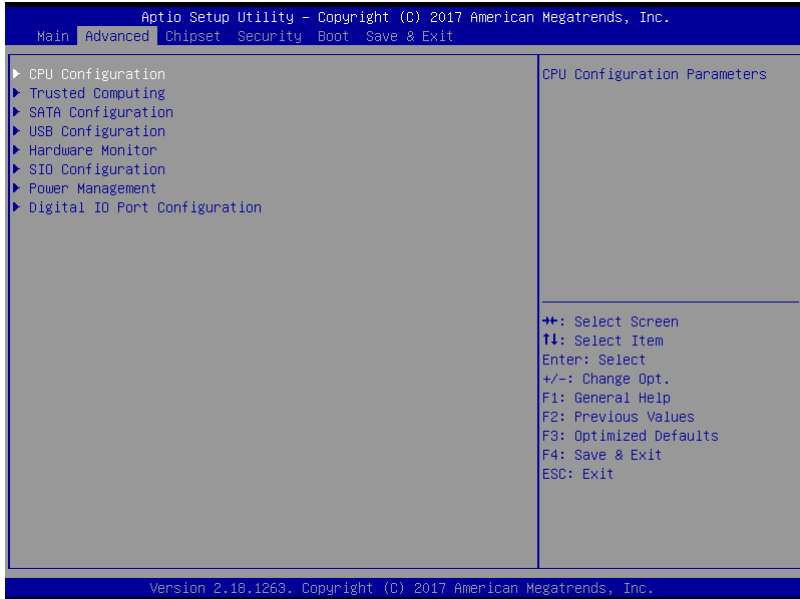 Aptio Setup Utility – Copyright (C) 2017 American Megatrends, Inc.
Main Advanced Chipset Security Boot Save & Exit
CPU Configuration
Trusted Computing
SATA Configuration
USB Configuration
Hardware Monitor
SIO Configuration
Power Management
Digital IO Port Configuration
CPU Configuration Parameters
→←: Select Screen
↑↓: Select Item
Enter: Select
+/-: Change Opt.
F1: General Help
F2: Previous Values
F3: Optimized Defaults
F4: Save & Exit
ESC: Exit
Version 2.18.1263. Copyright (C) 2017 American Megatrends, Inc.